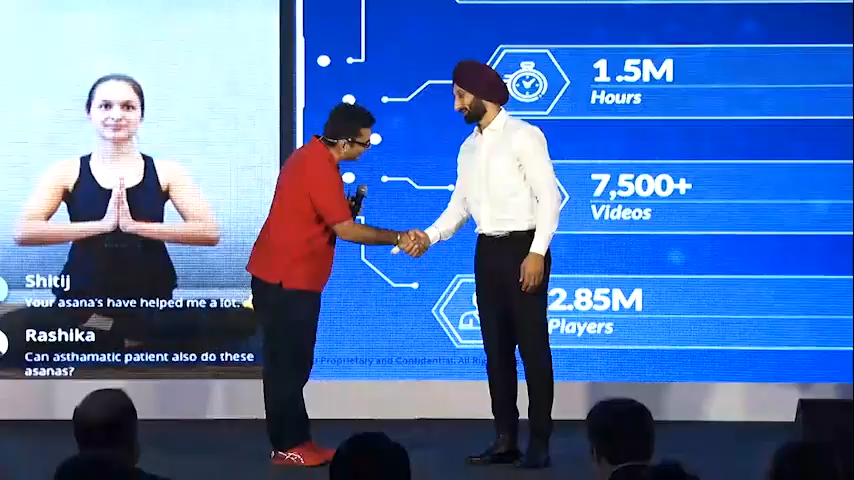 1.5M
Hours
7,500+
Videos
2.85M
Players
Shitij
Your asana's have helped me a lot.
Rashika
Can asthamatic patient also do these
asanas?
Proprietary and Confidential. All